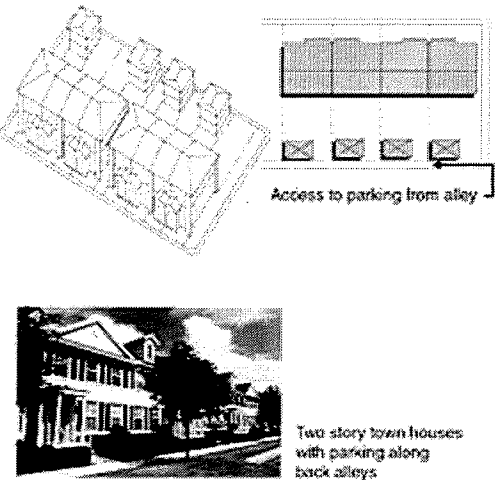 Access to parking from alley
Two story town houses
with parking along
back alleys